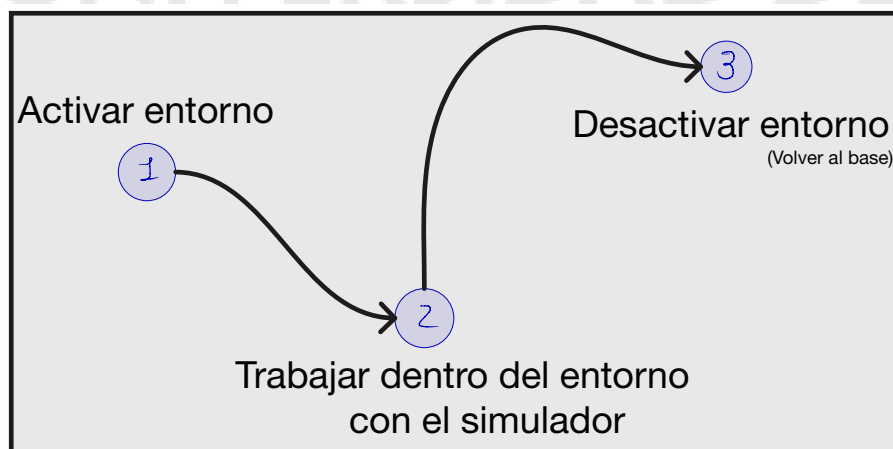 Activar entorno
1
2
Trabajar dentro del entorno
con el simulador
3
Desactivar entorno
(Volver al base)